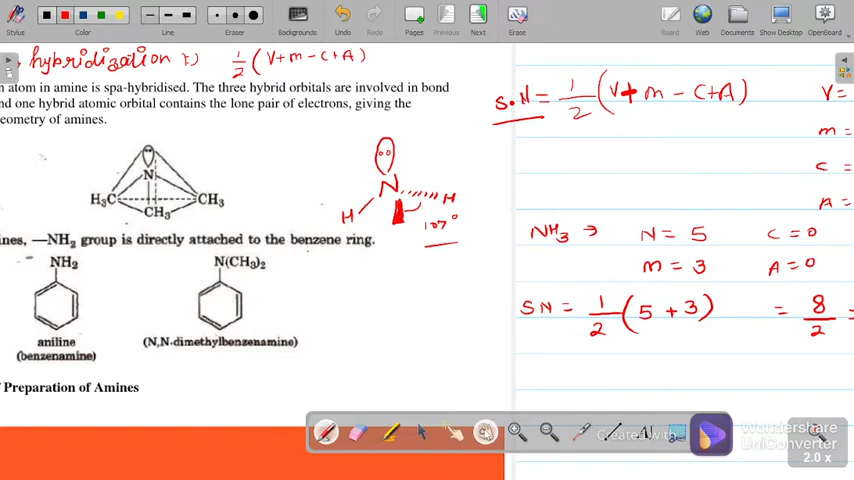 Stylus
Color
Line
Eraser
Backgrounds
Undo
Redo
Pages
Previous
Next
Erase
Board
Web
Documents
Show Desktop
OpenBoard
hybridization :) 1/2 ( V+m - C+A )
n atom in amine is spa-hybridised. The three hybrid orbitals are involved in bond
nd one hybrid atomic orbital contains the lone pair of electrons, giving the
eometry of amines.
N
H₃C
CH₃
CH₃
N
H
H
107°
ines, —NH₂ group is directly attached to the benzene ring.
NH₂
N(CH₃)₂
aniline
(benzenamine)
(N,N-dimethylbenzenamine)
f Preparation of Amines
S.N = 1/2 ( V+m - C+A )
V =
m =
C =
A =
NH₃ → N = 5 C = 0
m = 3 A = 0
SN = 1/2 ( 5 + 3 ) = 8/2 =
Created with
Wondershare
UniConverter
2.0 x